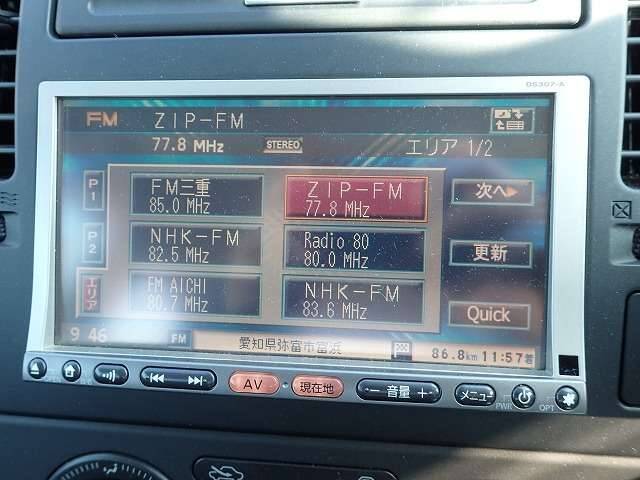 DS307-A
FM ZIP-FM
77.8 MHz STEREO エリア 1/2
P1
FM三重
85.0 MHz
ZIP-FM
77.8 MHz
次へ
P2
NHK-FM
82.5 MHz
Radio 80
80.0 MHz
更新
エリア
FM AICHI
80.7 MHz
NHK-FM
83.6 MHz
Quick
9:46 FM 愛知県弥富市富浜 86.8km 11:57着
AV 現在地 - 音量 + メニュー PWR OPT